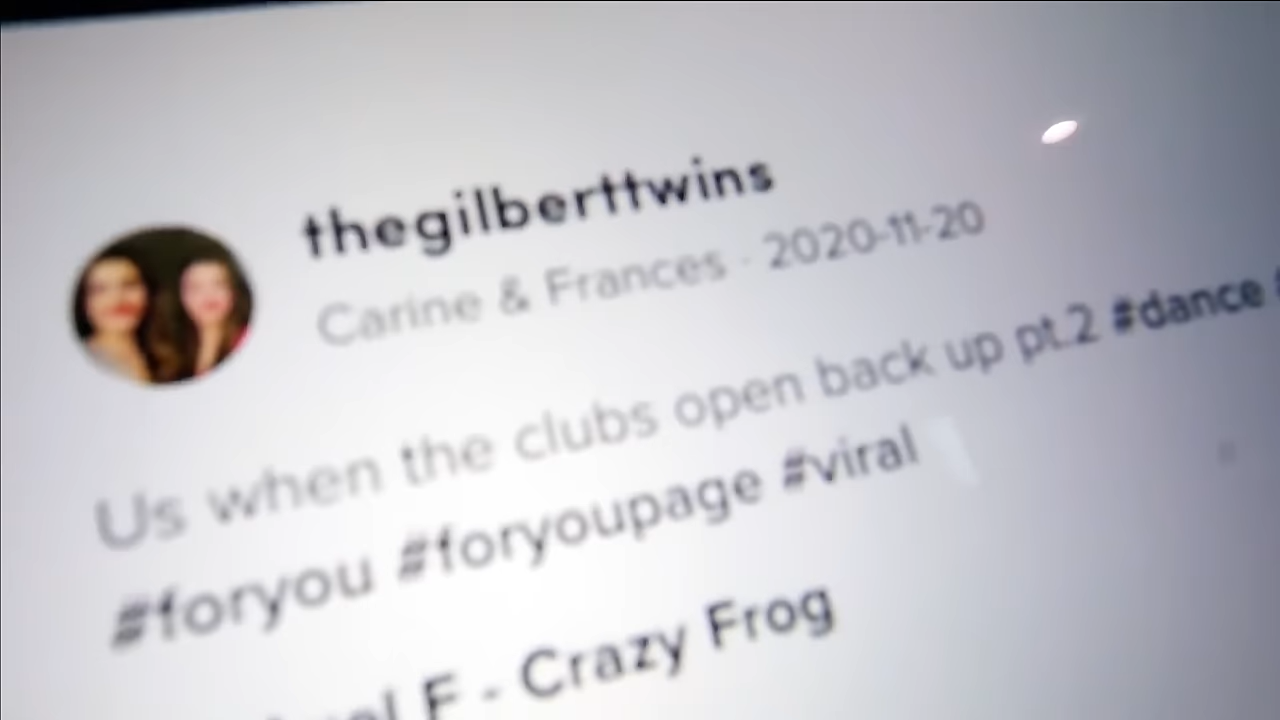 thegilberttwins
Carine & Frances · 2020-11-20
Us when the clubs open back up pt.2 #dance
#foryou #foryoupage #viral
F - Crazy Frog